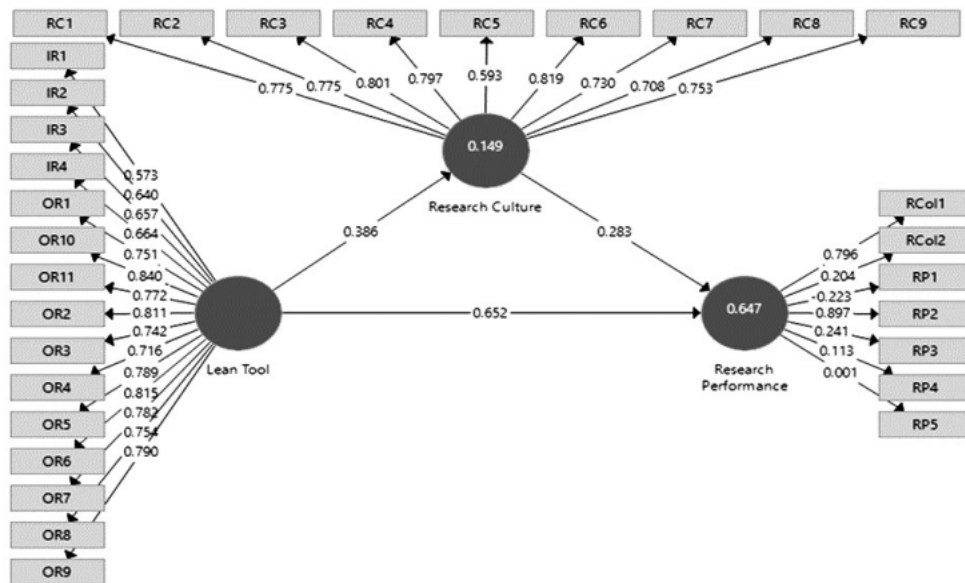 RC1 RC2 RC3 RC4 RC5 RC6 RC7 RC8 RC9
0.775 0.775 0.801 0.797 0.593 0.819 0.730 0.708 0.753
IR1
IR2
IR3
IR4
OR1
OR10
OR11
OR2
OR3
OR4
OR5
OR6
OR7
OR8
OR9
0.573
0.640
0.657
0.664
0.751
0.840
0.772
0.811
0.742
0.716
0.789
0.815
0.782
0.754
0.790
0.149
Research Culture
0.386
0.283
Lean Tool
0.652
0.647
Research
Performance
0.796
0.204
-0.223
0.897
0.241
0.113
0.001
RCol1
RCol2
RP1
RP2
RP3
RP4
RP5